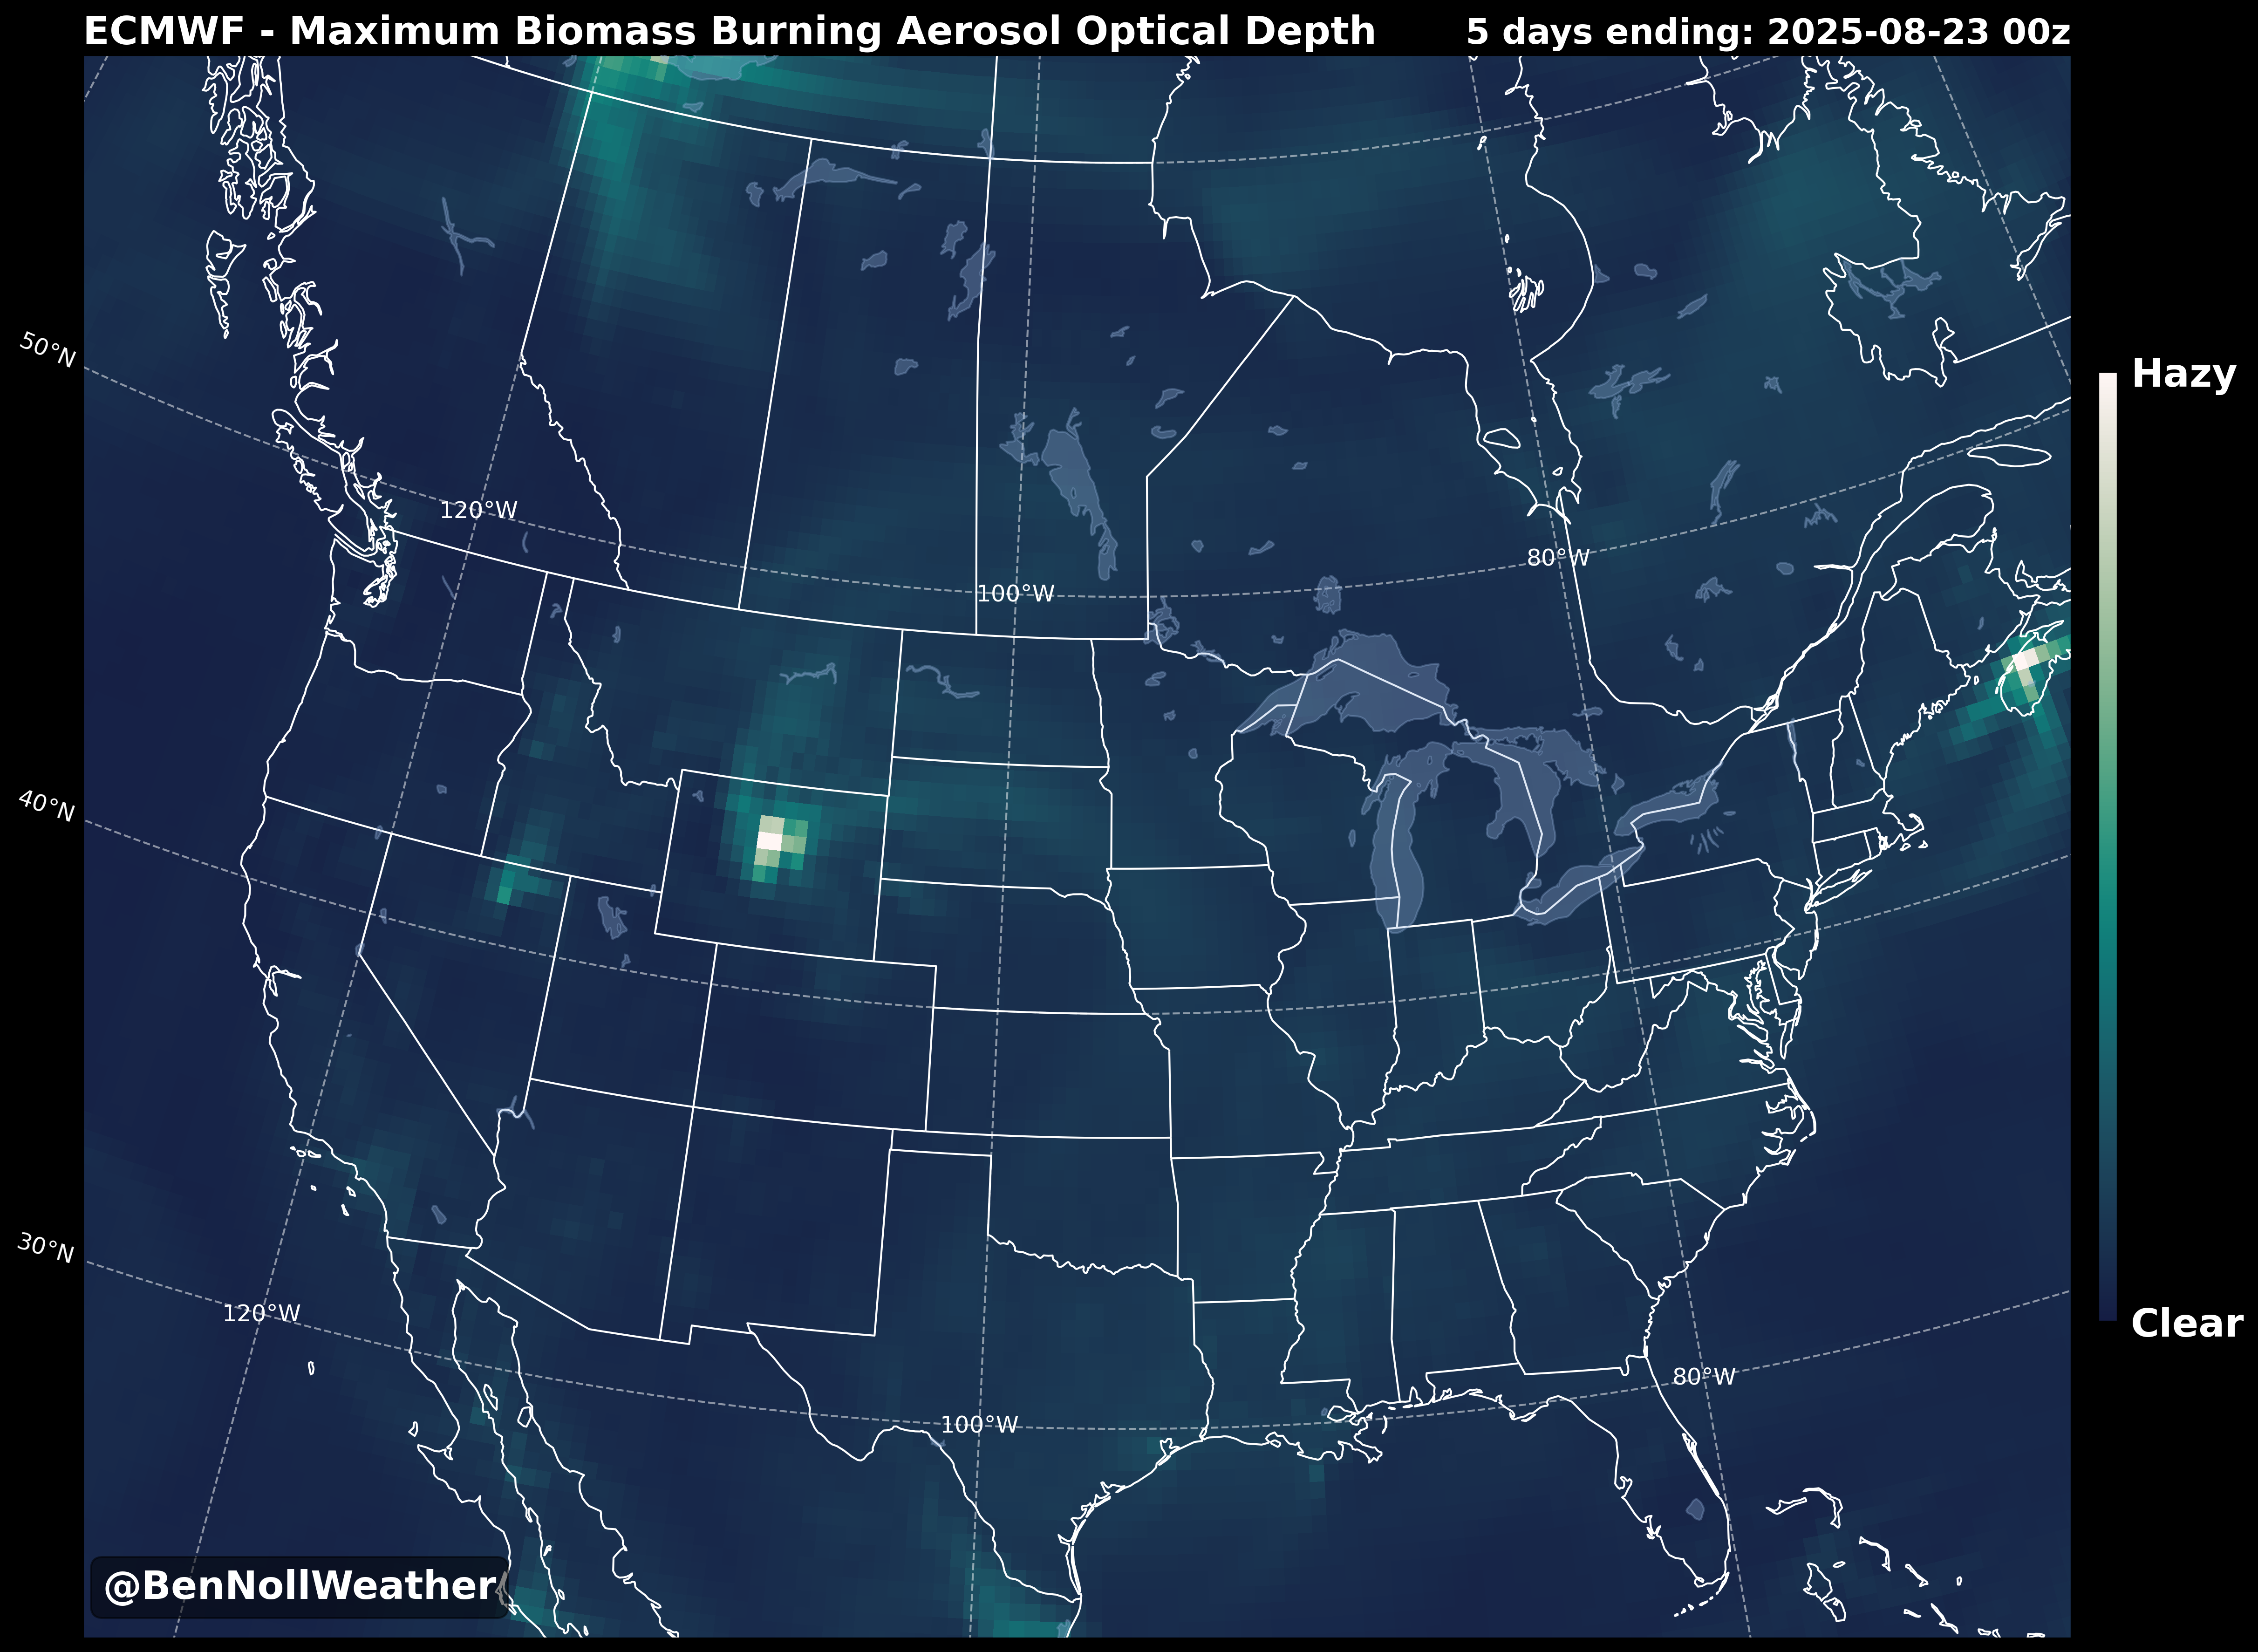 ECMWF - Maximum Biomass Burning Aerosol Optical Depth
5 days ending: 2025-08-23 00z
50°N
Hazy
120°W
80°W
100°W
40°N
30°N
120°W
Clear
80°W
100°W
@BenNollWeather